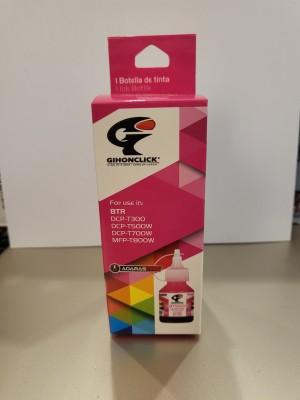 1 Botella de tinta
1 Ink Bottle
GIHONCLICK
For use in:
BTR
DCP-T300
DCP-T500W
DCP-T700W
MFP-T800W
ADARAS